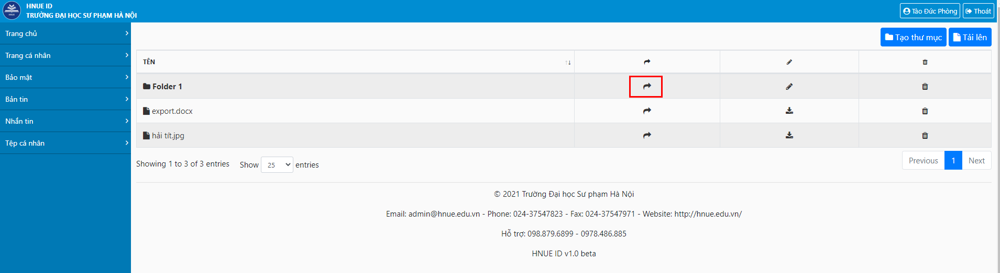 HNUE ID
TRƯỜNG ĐẠI HỌC SƯ PHẠM HÀ NỘI
Tào Đức Phòng
Thoát
HNUE
Trang chủ
Trang cá nhân
Bảo mật
Bản tin
Nhắn tin
Tệp cá nhân
Tạo thư mục
Tải lên
TÊN
Folder 1
export.docx
hải tít.jpg
Showing 1 to 3 of 3 entries
Show 25 entries
Previous 1 Next
© 2021 Trường Đại học Sư phạm Hà Nội
Email: admin@hnue.edu.vn - Phone: 024-37547823 - Fax: 024-37547971 - Website: http://hnue.edu.vn/
Hỗ trợ: 098.879.6899 - 0978.486.885
HNUE ID v1.0 beta